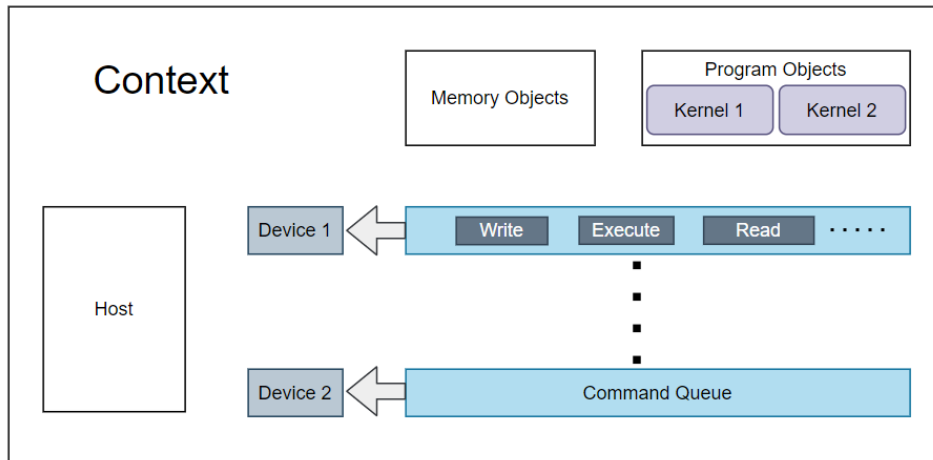 Context
Memory Objects
Program Objects
Kernel 1
Kernel 2
Host
Device 1
Write
Execute
Read
.....
Device 2
Command Queue